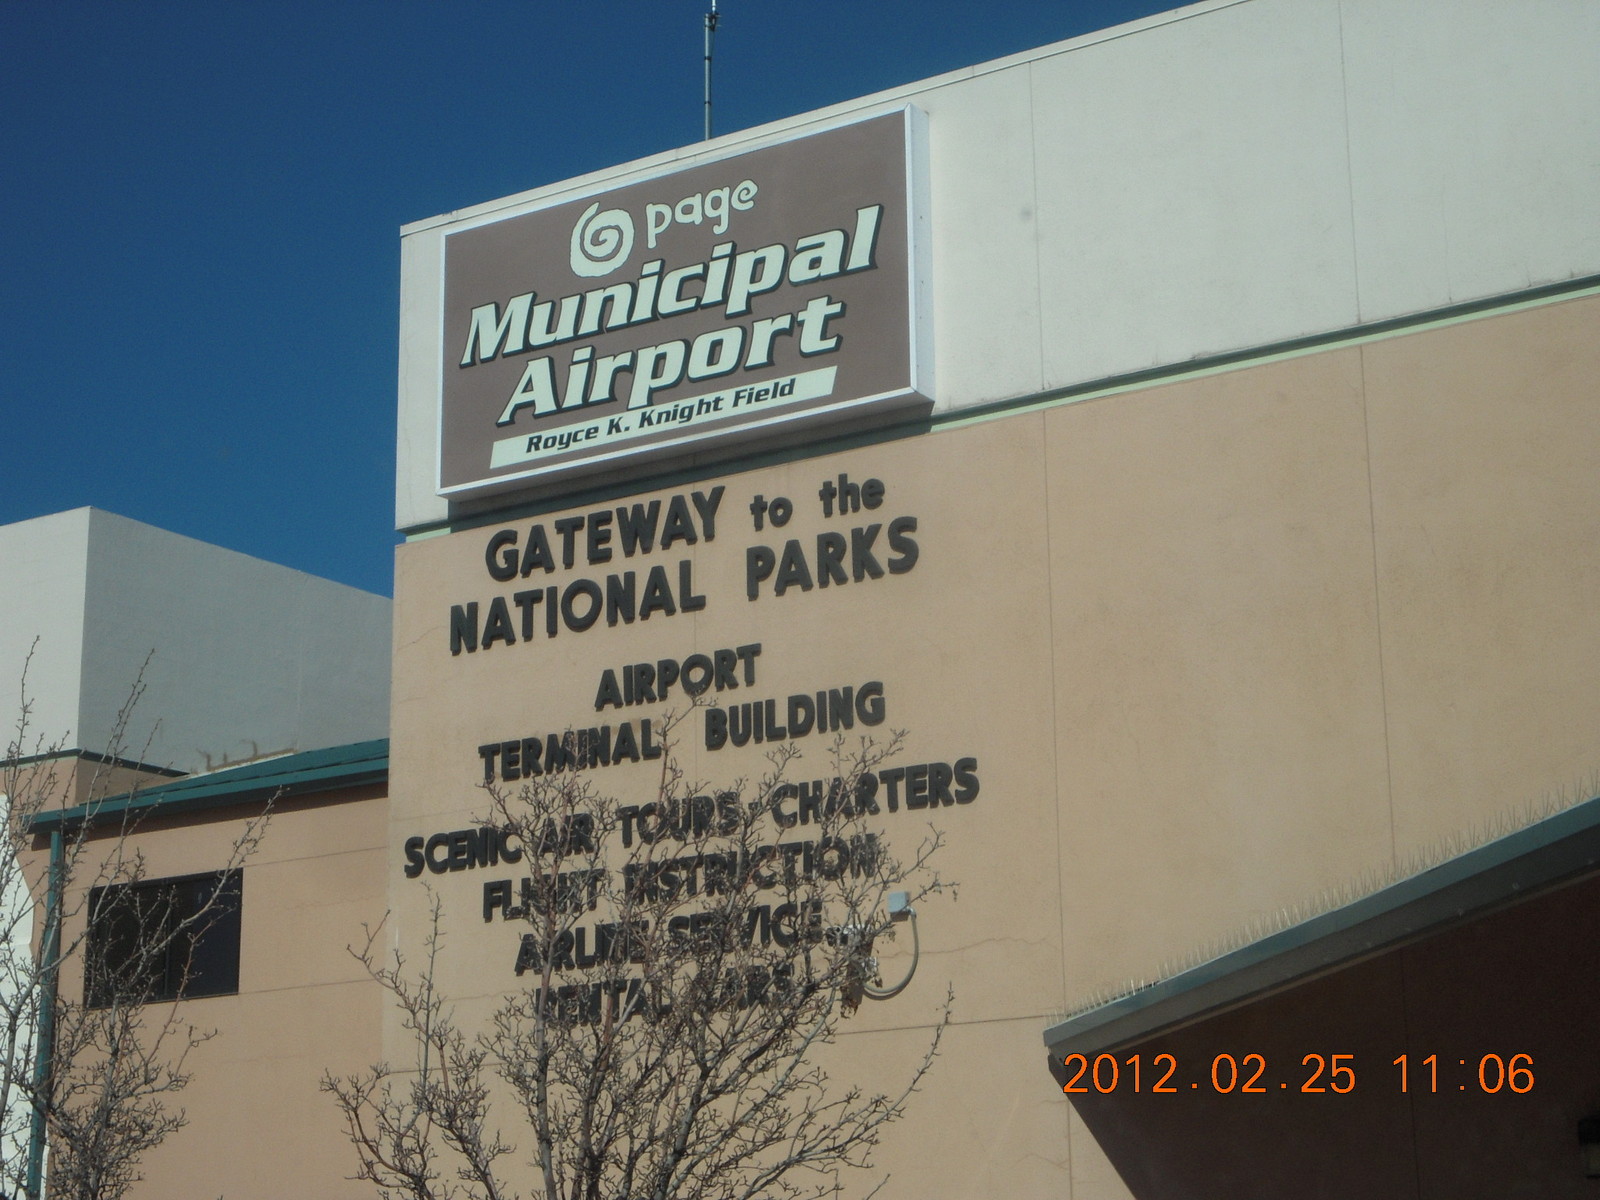 page
Municipal
Airport
Royce K. Knight Field
GATEWAY to the
NATIONAL PARKS
AIRPORT
TERMINAL BUILDING
SCENIC AIR TOURS · CHARTERS
FLIGHT INSTRUCTION
AIRLINE SERVICE
RENTAL CARS
2012.02.25 11:06